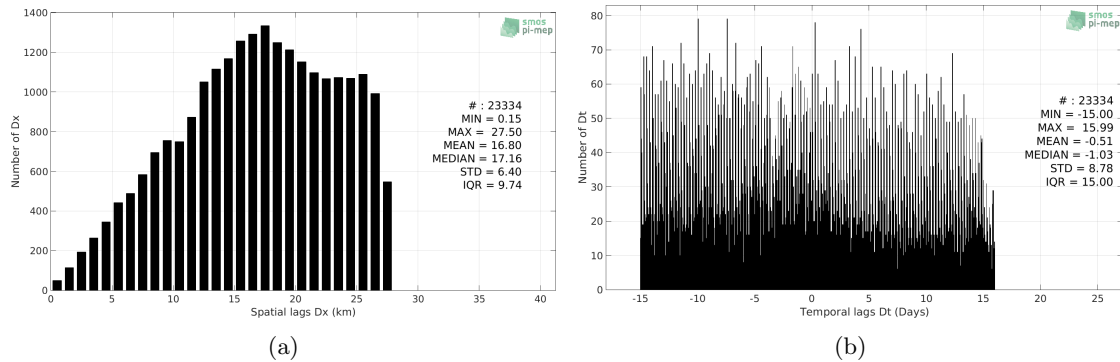 1400
1200
1000
800
600
400
200
0
Number of Dx
smos
pi-mep
# : 23334
MIN = 0.15
MAX = 27.50
MEAN = 16.80
MEDIAN = 17.16
STD = 6.40
IQR = 9.74
0 5 10 15 20 25 30 35 40
Spatial lags Dx (km)
(a)
80
70
60
50
40
30
20
10
0
Number of Dt
smos
pi-mep
# : 23334
MIN = -15.00
MAX = 15.99
MEAN = -0.51
MEDIAN = -1.03
STD = 8.78
IQR = 15.00
-15 -10 -5 0 5 10 15 20 25
Temporal lags Dt (Days)
(b)